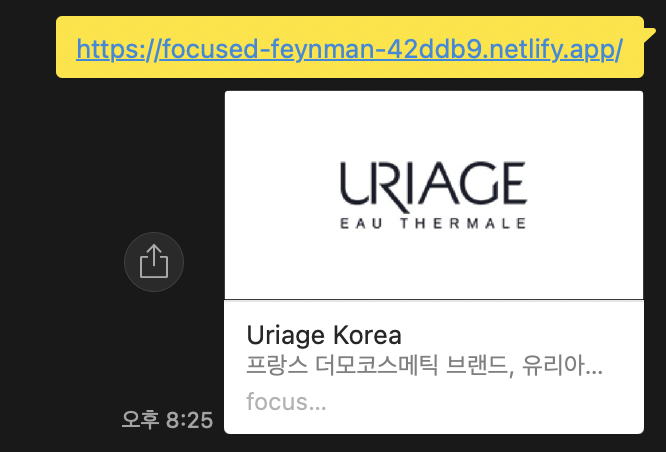 https://focused-feynman-42ddb9.netlify.app/
URIAGE
EAU THERMALE
Uriage Korea
프랑스 더모코스메틱 브랜드, 유리아...
focus...
오후 8:25